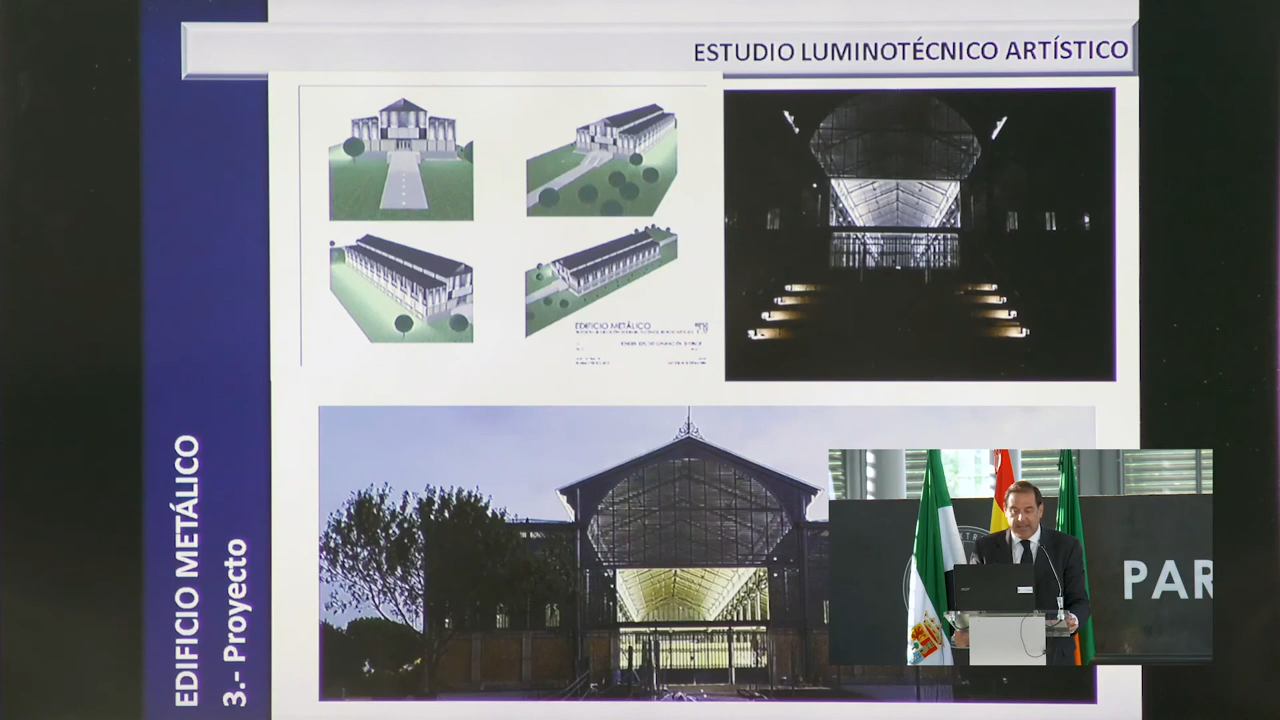 ESTUDIO LUMINOTÉCNICO ARTÍSTICO
EDIFICIO METÁLICO
EDIFICIO METÁLICO
3.- Proyecto
PAR